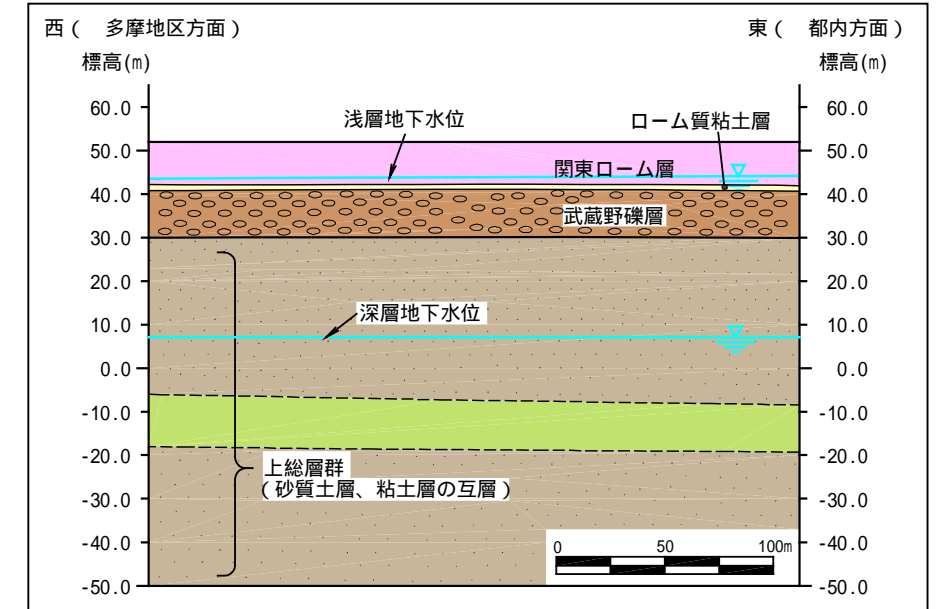 西（　多摩地区方面）
東（　都内方面）
標高(m)
標高(m)
60.0
60.0
浅層地下水位
ローム質粘土層
50.0
50.0
関東ローム層
40.0
40.0
武蔵野礫層
30.0
30.0
20.0
20.0
深層地下水位
10.0
10.0
0.0
0.0
-10.0
-10.0
-20.0
-20.0
上総層群
（砂質土層、粘土層の互層）
-30.0
-30.0
-40.0
-40.0
0 50 100m
-50.0
-50.0